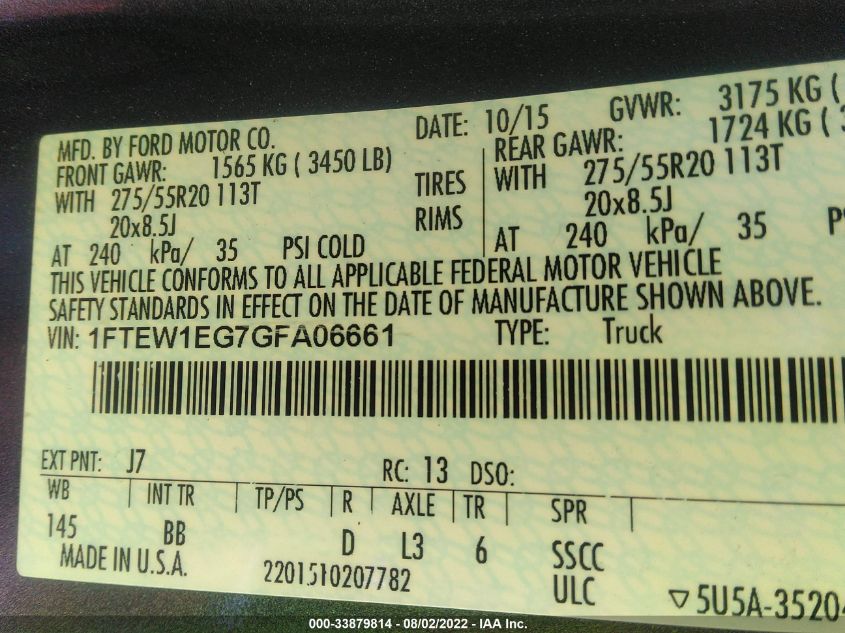 MFD. BY FORD MOTOR CO. DATE: 10/15 GVWR: 3175 KG (
FRONT GAWR: 1565 KG ( 3450 LB) REAR GAWR: 1724 KG (
WITH 275/55R20 113T TIRES WITH 275/55R20 113T
20x8.5J RIMS 20x8.5J
AT 240 kPa/ 35 PSI COLD AT 240 kPa/ 35
THIS VEHICLE CONFORMS TO ALL APPLICABLE FEDERAL MOTOR VEHICLE
SAFETY STANDARDS IN EFFECT ON THE DATE OF MANUFACTURE SHOWN ABOVE.
VIN: 1FTEW1EG7GFA06661 TYPE: Truck
EXT PNT: J7 RC: 13 DSO:
WB INT TR TP/PS R AXLE TR SPR
145 BB D L3 6 SSCC
MADE IN U.S.A. 2201510207782 ULC ▽5U5A-3520
000-33879814 - 08/02/2022 - IAA Inc.